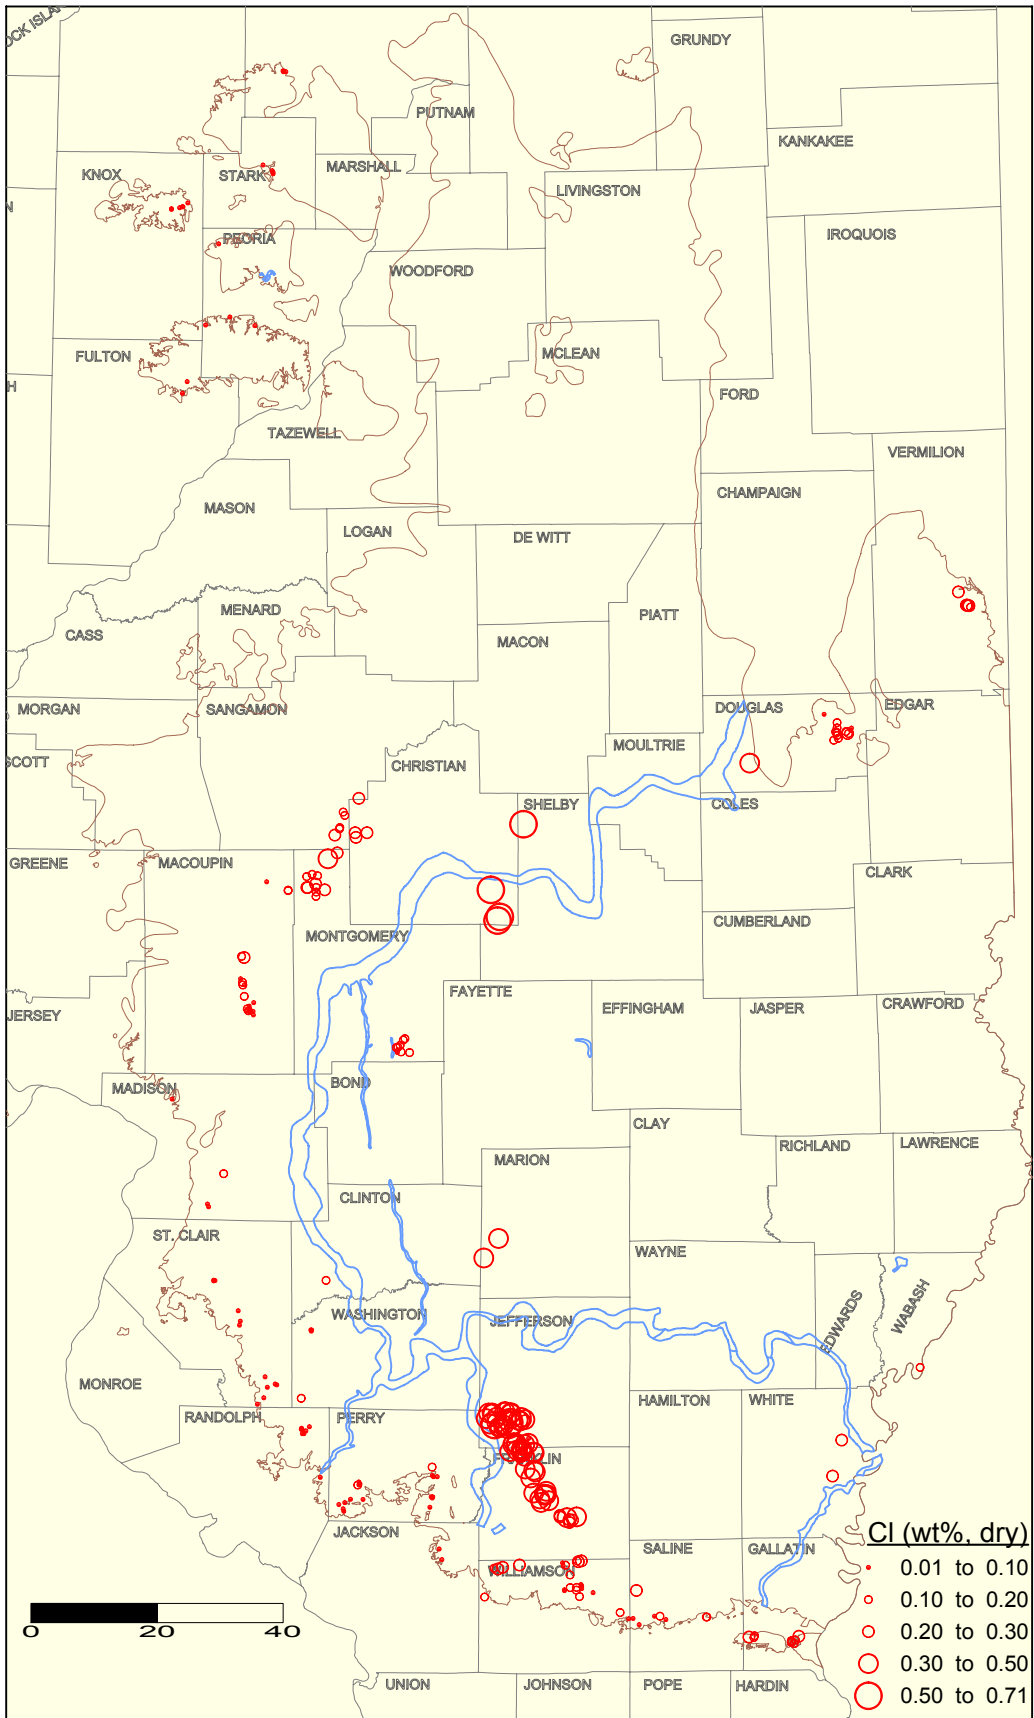 OCK ISLA
GRUNDY
PUTNAM
KANKAKEE
KNOX
STARK
MARSHALL
LIVINGSTON
N
PEORIA
IROQUOIS
WOODFORD
FULTON
MCLEAN
H
FORD
TAZEWELL
VERMILION
CHAMPAIGN
MASON
LOGAN
DE WITT
MENARD
PIATT
CASS
MACON
MORGAN
SANGAMON
DOUGLAS
EDGAR
SCOTT
CHRISTIAN
MOULTRIE
SHELBY
COLES
GREENE
MACOUPIN
CLARK
MONTGOMERY
CUMBERLAND
FAYETTE
EFFINGHAM
JASPER
CRAWFORD
JERSEY
MADISON
BOND
CLAY
RICHLAND
LAWRENCE
MARION
CLINTON
ST. CLAIR
WAYNE
WASHINGTON
JEFFERSON
EDWARDS
WABASH
MONROE
HAMILTON
WHITE
RANDOLPH
PERRY
FRANKLIN
JACKSON
SALINE
GALLATIN
WILLIAMSON
UNION
JOHNSON
POPE
HARDIN
0 20 40
Cl (wt%, dry)
0.01 to 0.10
0.10 to 0.20
0.20 to 0.30
0.30 to 0.50
0.50 to 0.71